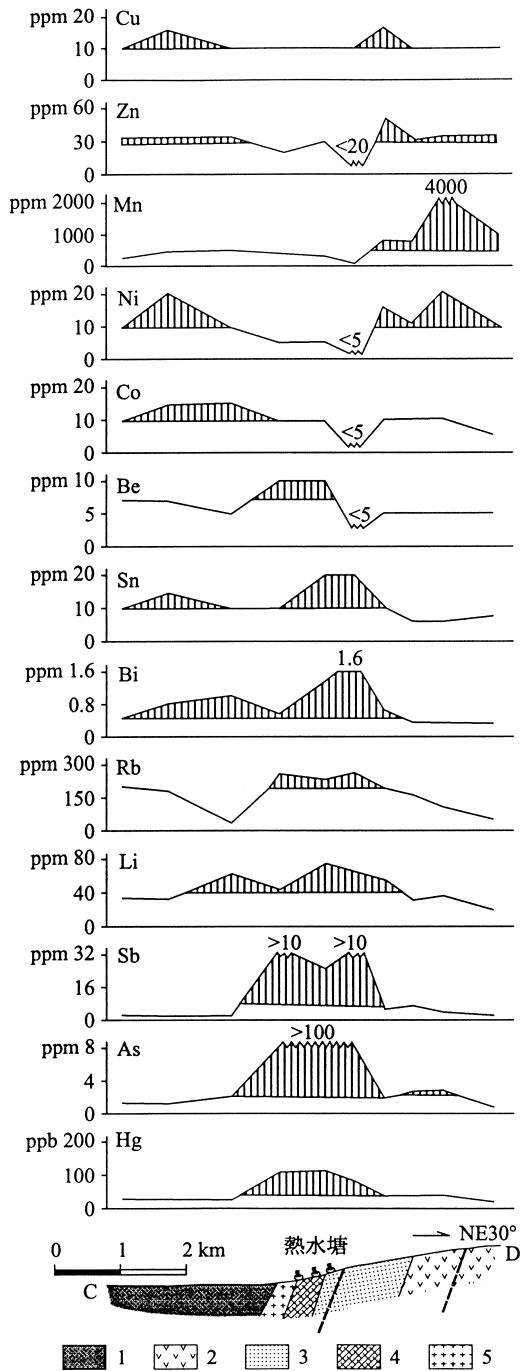 ppm 20
Cu
10
0
ppm 60
Zn
30
<20
0
4000
ppm 2000
Mn
1000
0
ppm 20
Ni
10
<5
0
ppm 20
Co
10
<5
0
ppm 10
Be
5
<5
0
ppm 20
Sn
10
0
1.6
ppm 1.6
Bi
0.8
0
ppm 300
Rb
150
0
ppm 80
Li
40
0
>10 >10
ppm 32
Sb
16
0
>100
ppm 8
As
4
0
ppb 200
Hg
100
0
0 1 2 km
熱水塘
NE30°
C
D
1 2 3 4 5